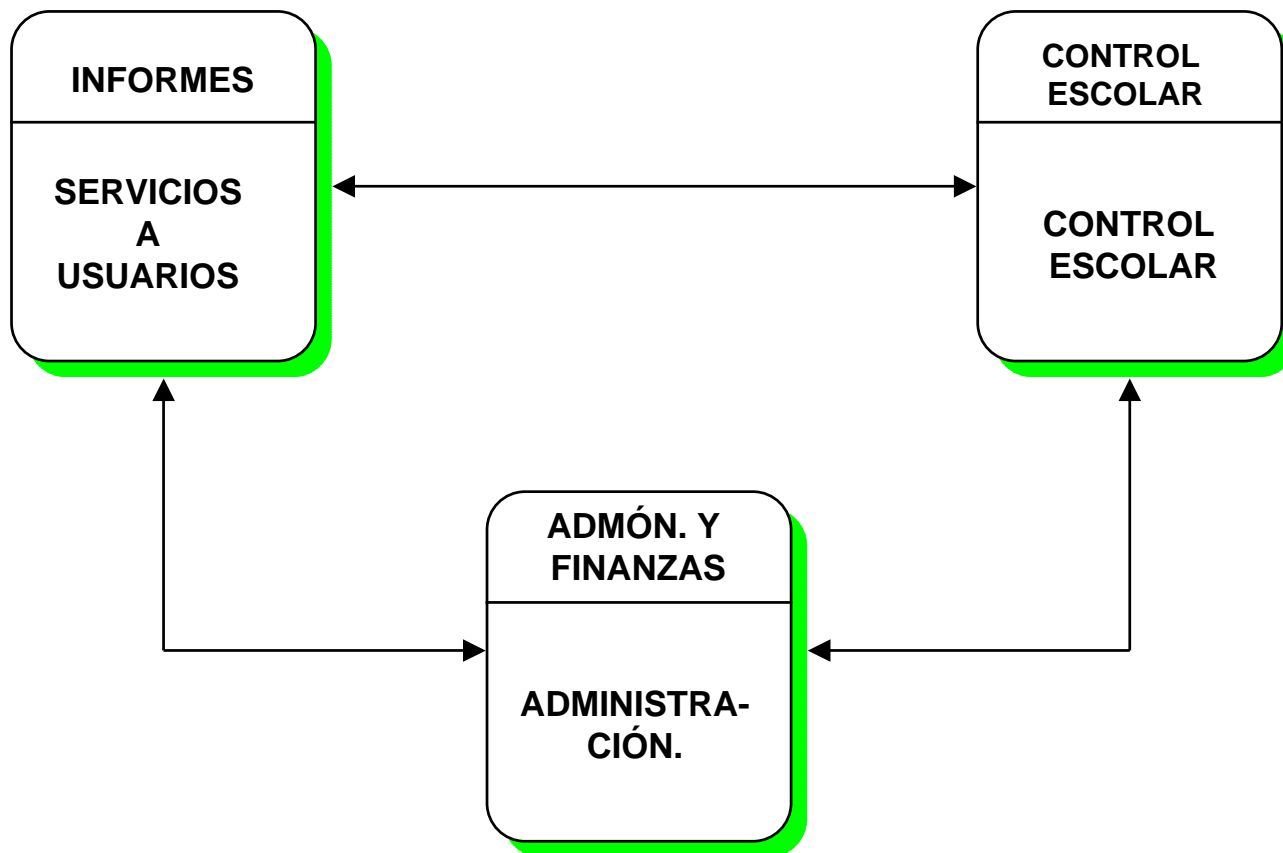 INFORMES
SERVICIOS
A
USUARIOS
CONTROL
ESCOLAR
CONTROL
ESCOLAR
ADMÓN. Y
FINANZAS
ADMINISTRA-
CIÓN.